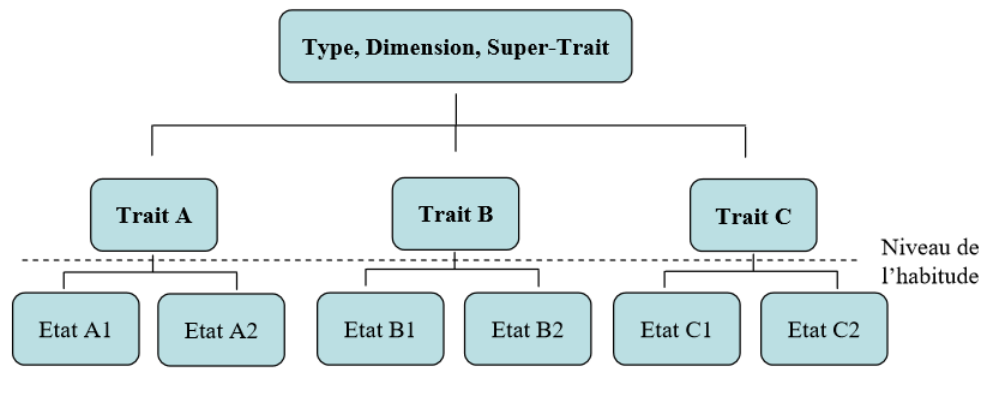 Type, Dimension, Super-Trait
Trait A
Trait B
Trait C
Niveau de
l’habitude
Etat A1
Etat A2
Etat B1
Etat B2
Etat C1
Etat C2